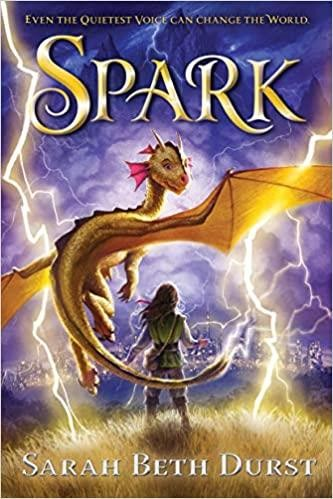 EVEN THE QUIETEST VOICE CAN CHANGE THE WORLD.
SPARK
SARAH BETH DURST